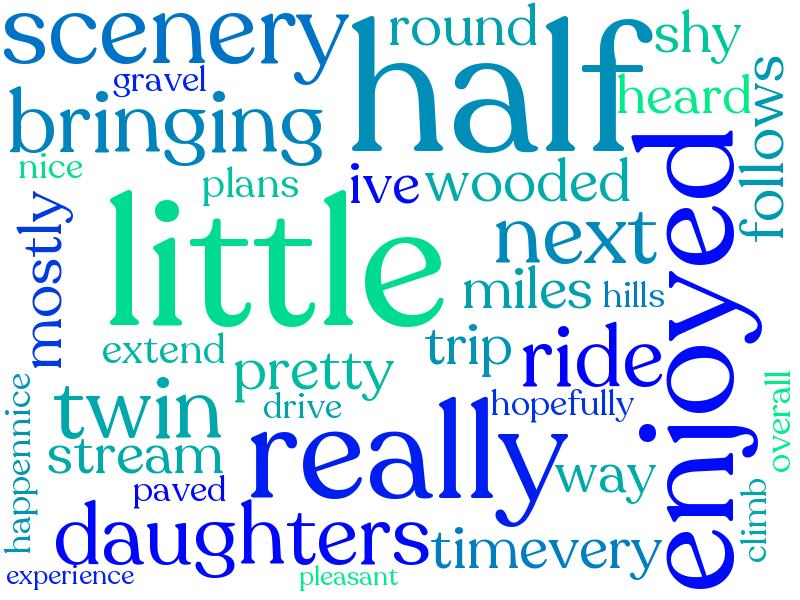 scenery
half
round
shy
gravel
heard
bringing
follows
nice
plans
ive
wooded
enjoyed
mostly
little
next
miles
hills
extend
trip
ride
pretty
twin
drive
hopefully
overall
happennice
stream
really
way
paved
climb
daughters
timevery
experience
pleasant